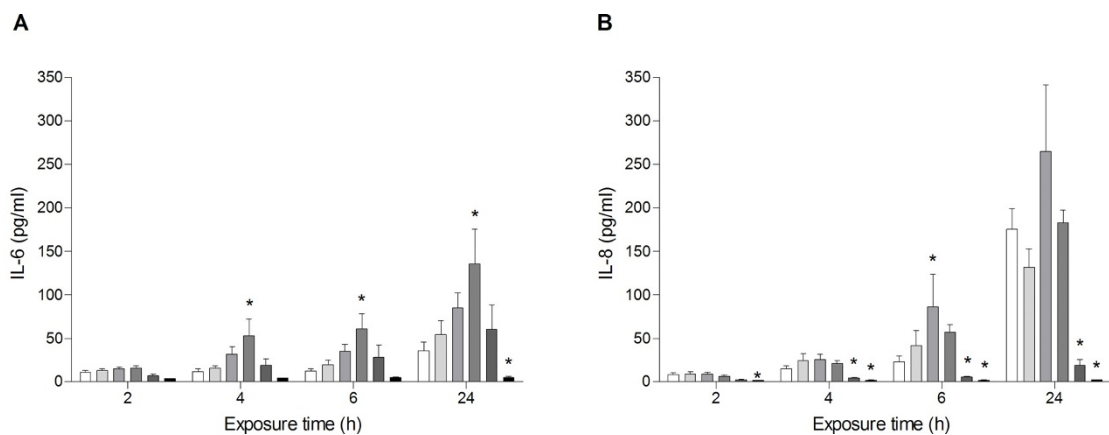 A
350
300
250
200
150
100
50
0
IL-6 (pg/ml)
* * * *
2 4 6 24
Exposure time (h)
B
350
300
250
200
150
100
50
0
IL-8 (pg/ml)
* * * * * * * *
2 4 6 24
Exposure time (h)